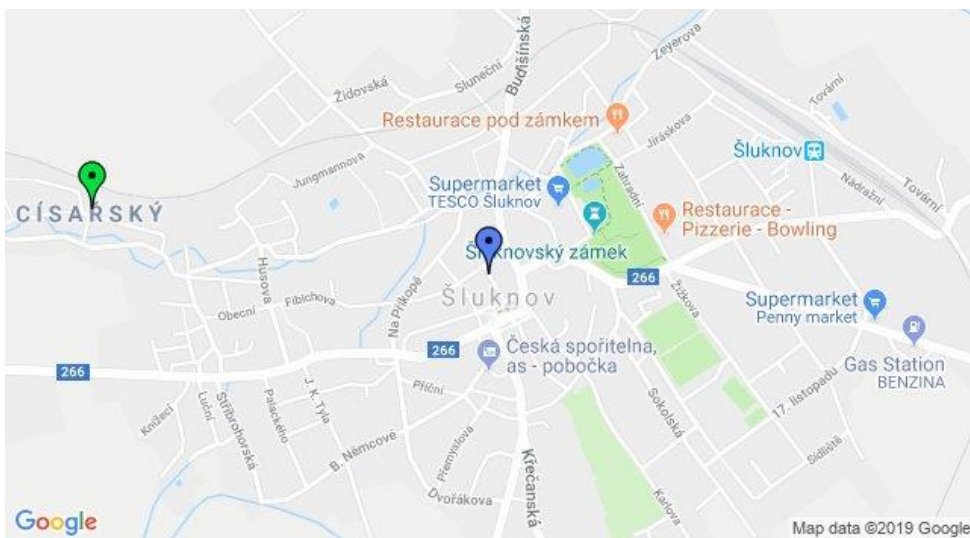 Zeyerova
Budišínská
Sluneční
Židovská
Tovární
Restaurace pod zámkem
Jiráskova
Šluknov
Jungmannova
Zahradní
Supermarket
TESCO Šluknov
Nádražní
Tovární
CÍSAŘSKÝ
Restaurace -
Pizzerie - Bowling
Šluknovský zámek
Husova
266
Na Příkopě
Fibichova
Obecní
Šluknov
Žižkova
Supermarket
Penny market
266
Česká spořitelna,
as - pobočka
266
Gas Station
BENZINA
Příční
17. listopadu
J. K. Tyla
Palackého
Stříbrohorská
Luční
Knížecí
Sokolská
B. Němcové
Přemyslova
Sídliště
Křečanská
Dvořákova
Karlova
Google
Map data ©2019 Google